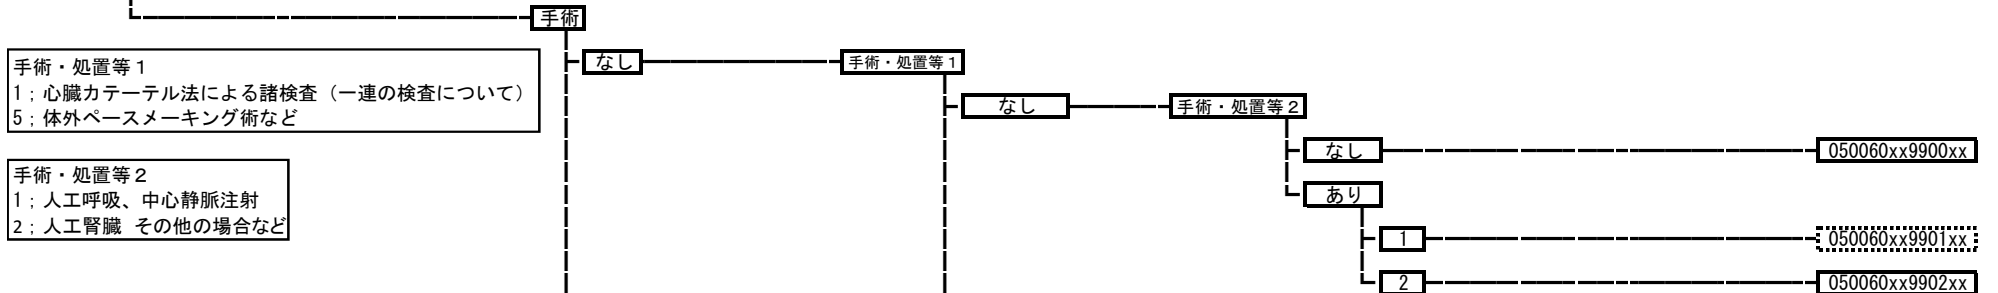 手術
なし
手術・処置等１
手術・処置等１
1；心臓カテーテル法による諸検査（一連の検査について）
5；体外ペースメーキング術など
なし
手術・処置等２
なし
050060xx9900xx
手術・処置等２
1；人工呼吸、中心静脈注射
2；人工腎臓 その他の場合など
あり
1
050060xx9901xx
2
050060xx9902xx